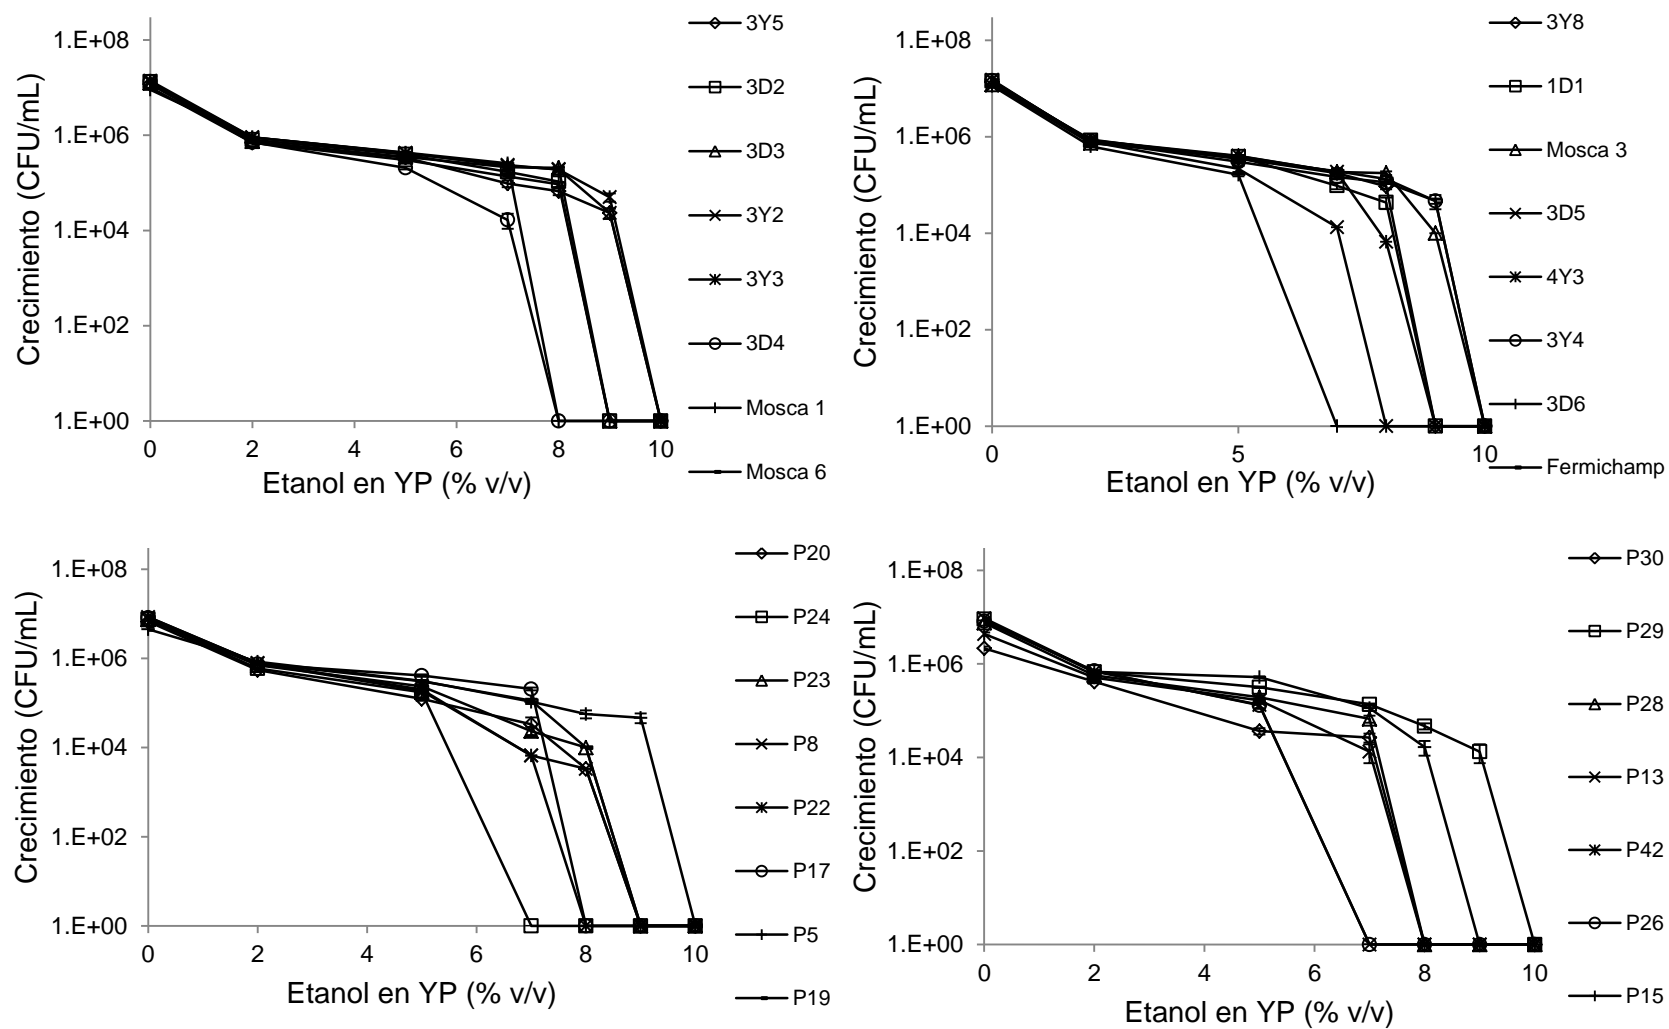 1.E+08
1.E+06
1.E+04
1.E+02
1.E+00
Crecimiento (CFU/mL)
0 2 4 6 8 10
Etanol en YP (% v/v)
3Y5
3D2
3D3
3Y2
3Y3
3D4
Mosca 1
Mosca 6
1.E+08
1.E+06
1.E+04
1.E+02
1.E+00
Crecimiento (CFU/mL)
0 5 10
Etanol en YP (% v/v)
3Y8
1D1
Mosca 3
3D5
4Y3
3Y4
3D6
Fermichamp
1.E+08
1.E+06
1.E+04
1.E+02
1.E+00
Crecimiento (CFU/mL)
0 2 4 6 8 10
Etanol en YP (% v/v)
P20
P24
P23
P8
P22
P17
P5
P19
1.E+08
1.E+06
1.E+04
1.E+02
1.E+00
Crecimiento (CFU/mL)
0 2 4 6 8 10
Etanol en YP (% v/v)
P30
P29
P28
P13
P42
P26
P15